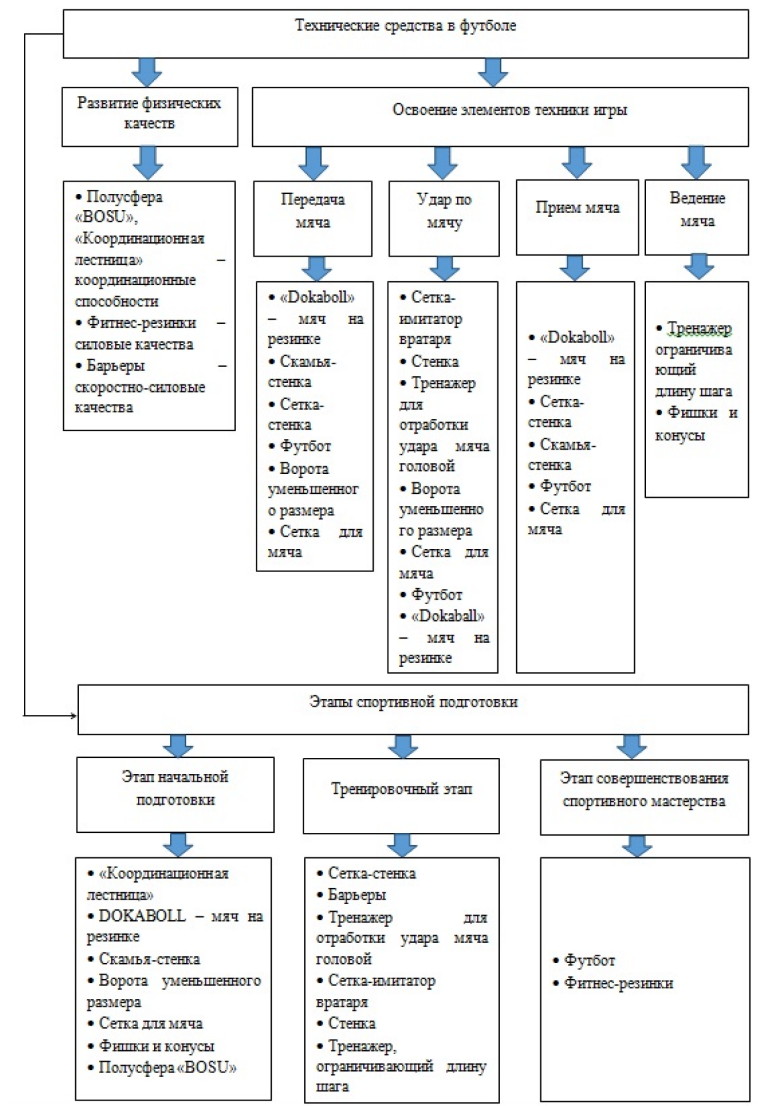 Технические средства в футболе
Развитие физических
качеств
Освоение элементов техники игры
• Полусфера
«BOSU»,
«Координационная
лестница» –
координационные
способности
• Фитнес-резинки –
силовые качества
• Барьеры –
скоростно-силовые
качества
Передача
мяча
• «Dokaboll»
– мяч на
резинке
• Скамья-
стенка
• Сетка-
стенка
• Футбот
• Ворота
уменьшенног
о размера
• Сетка для
мяча
Удар по
мячу
• Сетка-
имитатор
вратаря
• Стенка
• Тренажер
для
отработки
удара мяча
головой
• Ворота
уменьшенно
го размера
• Сетка для
мяча
• Футбот
• «Dokaball»
– мяч на
резинке
Прием мяча
• «Dokaboll»
– мяч на
резинке
• Сетка-
стенка
• Скамья-
стенка
• Футбот
• Сетка для
мяча
Ведение
мяча
• Тренажер
ограничива
ющий
длину шага
• Фишки и
конусы
Этапы спортивной подготовки
Этап начальной
подготовки
• «Координационная
лестница»
• DOKABOLL – мяч на
резинке
• Скамья-стенка
• Ворота уменьшенного
размера
• Сетка для мяча
• Фишки и конусы
• Полусфера «BOSU»
Тренировочный этап
• Сетка-стенка
• Барьеры
• Тренажер для
отработки удара мяча
головой
• Сетка-имитатор
вратаря
• Стенка
• Тренажер,
ограничивающий длину
шага
Этап совершенствования
спортивного мастерства
• Футбот
• Фитнес-резинки